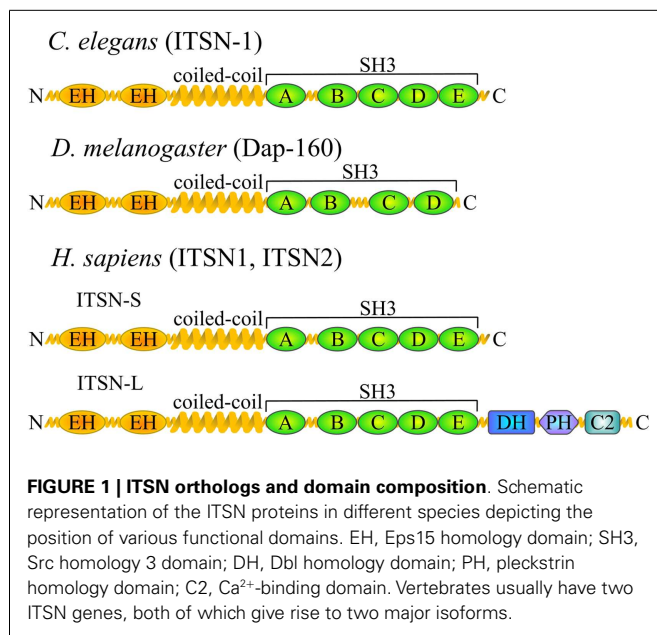 C. elegans (ITSN-1)
SH3
coiled-coil
N EH EH A B C D E C
D. melanogaster (Dap-160)
SH3
coiled-coil
N EH EH A B C D C
H. sapiens (ITSN1, ITSN2)
ITSN-S
SH3
coiled-coil
N EH EH A B C D E C
ITSN-L
SH3
coiled-coil
N EH EH A B C D E DH PH C2 C
FIGURE 1 | ITSN orthologs and domain composition. Schematic
representation of the ITSN proteins in different species depicting the
position of various functional domains. EH, Eps15 homology domain; SH3,
Src homology 3 domain; DH, Dbl homology domain; PH, pleckstrin
homology domain; C2, Ca²⁺-binding domain. Vertebrates usually have two
ITSN genes, both of which give rise to two major isoforms.